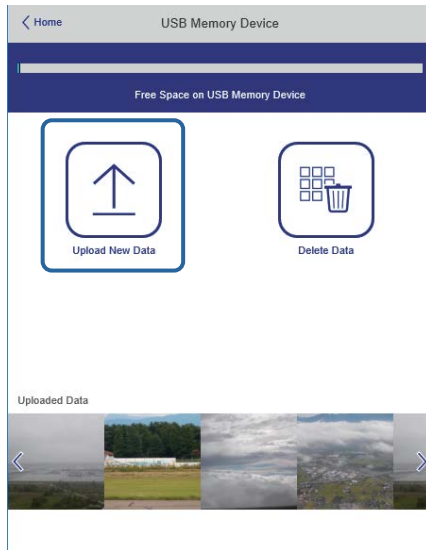 Home
USB Memory Device
Free Space on USB Memory Device
Upload New Data
Delete Data
Uploaded Data